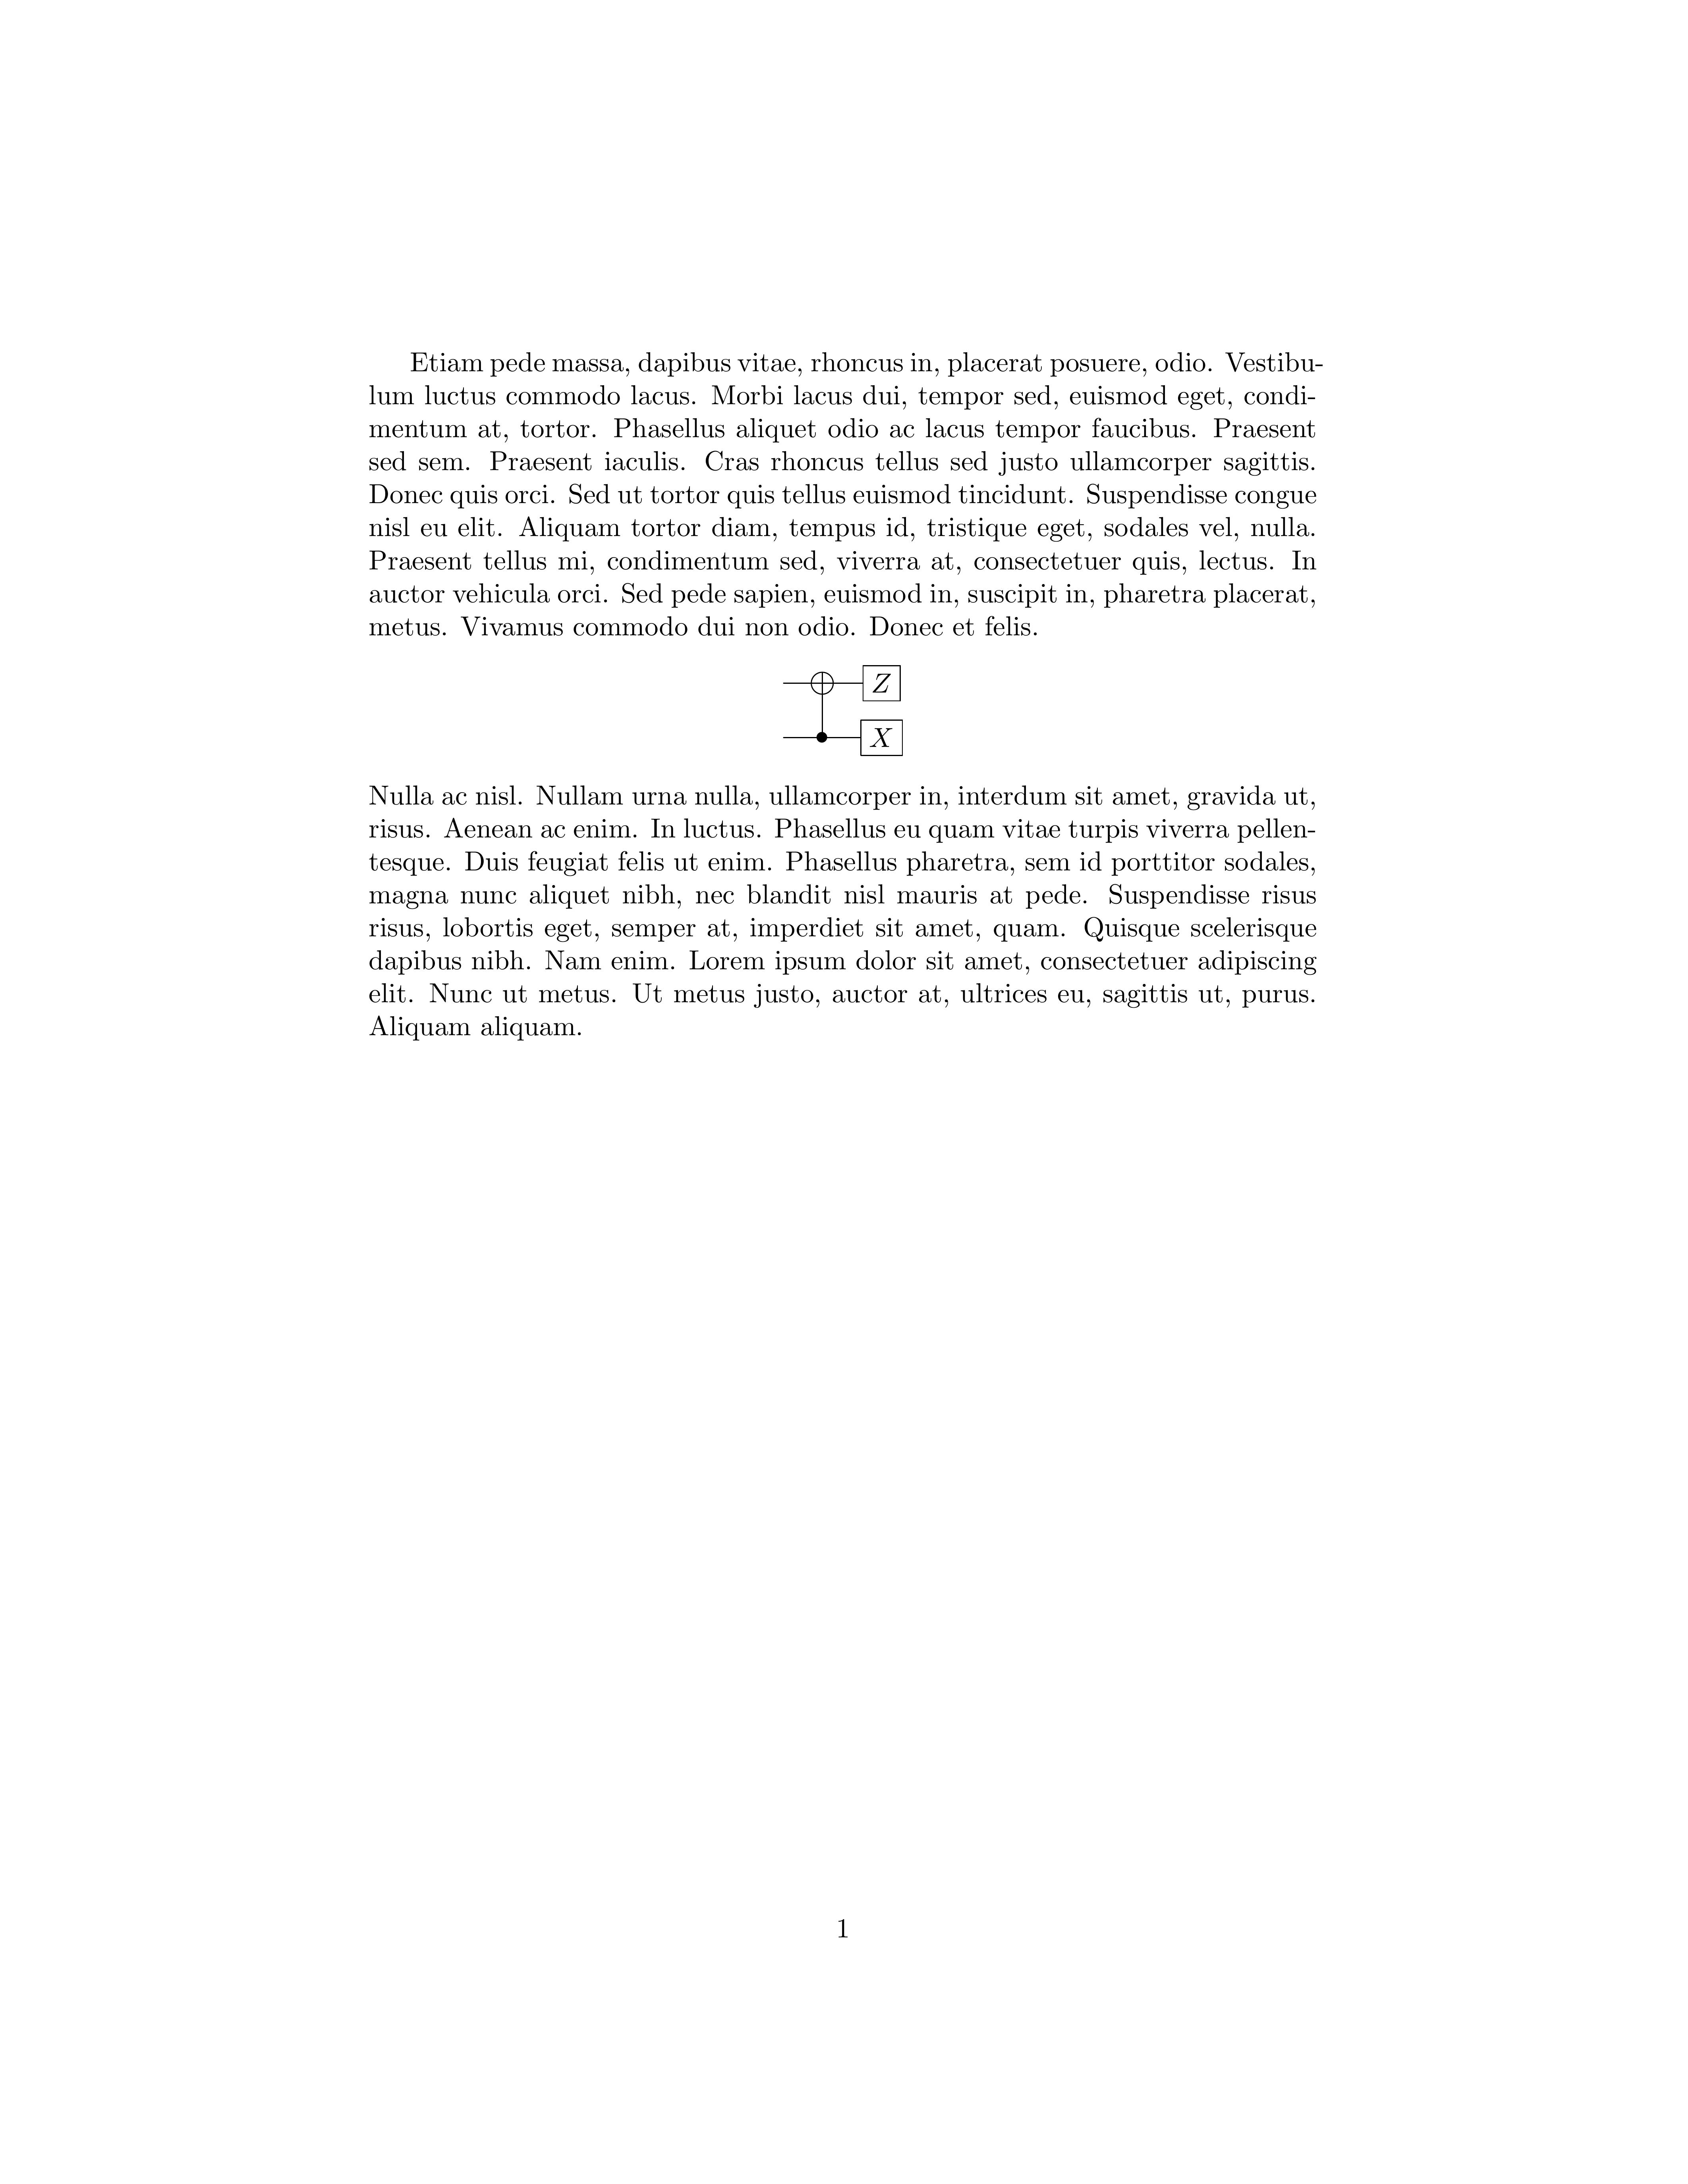 Etiam pede massa, dapibus vitae, rhoncus in, placerat posuere, odio. Vestibu-
lum luctus commodo lacus. Morbi lacus dui, tempor sed, euismod eget, condi-
mentum at, tortor. Phasellus aliquet odio ac lacus tempor faucibus. Praesent
sed sem. Praesent iaculis. Cras rhoncus tellus sed justo ullamcorper sagittis.
Donec quis orci. Sed ut tortor quis tellus euismod tincidunt. Suspendisse congue
nisl eu elit. Aliquam tortor diam, tempus id, tristique eget, sodales vel, nulla.
Praesent tellus mi, condimentum sed, viverra at, consectetuer quis, lectus. In
auctor vehicula orci. Sed pede sapien, euismod in, suscipit in, pharetra placerat,
metus. Vivamus commodo dui non odio. Donec et felis.
Z
X
Nulla ac nisl. Nullam urna nulla, ullamcorper in, interdum sit amet, gravida ut,
risus. Aenean ac enim. In luctus. Phasellus eu quam vitae turpis viverra pellen-
tesque. Duis feugiat felis ut enim. Phasellus pharetra, sem id porttitor sodales,
magna nunc aliquet nibh, nec blandit nisl mauris at pede. Suspendisse risus
risus, lobortis eget, semper at, imperdiet sit amet, quam. Quisque scelerisque
dapibus nibh. Nam enim. Lorem ipsum dolor sit amet, consectetuer adipiscing
elit. Nunc ut metus. Ut metus justo, auctor at, ultrices eu, sagittis ut, purus.
Aliquam aliquam.
1